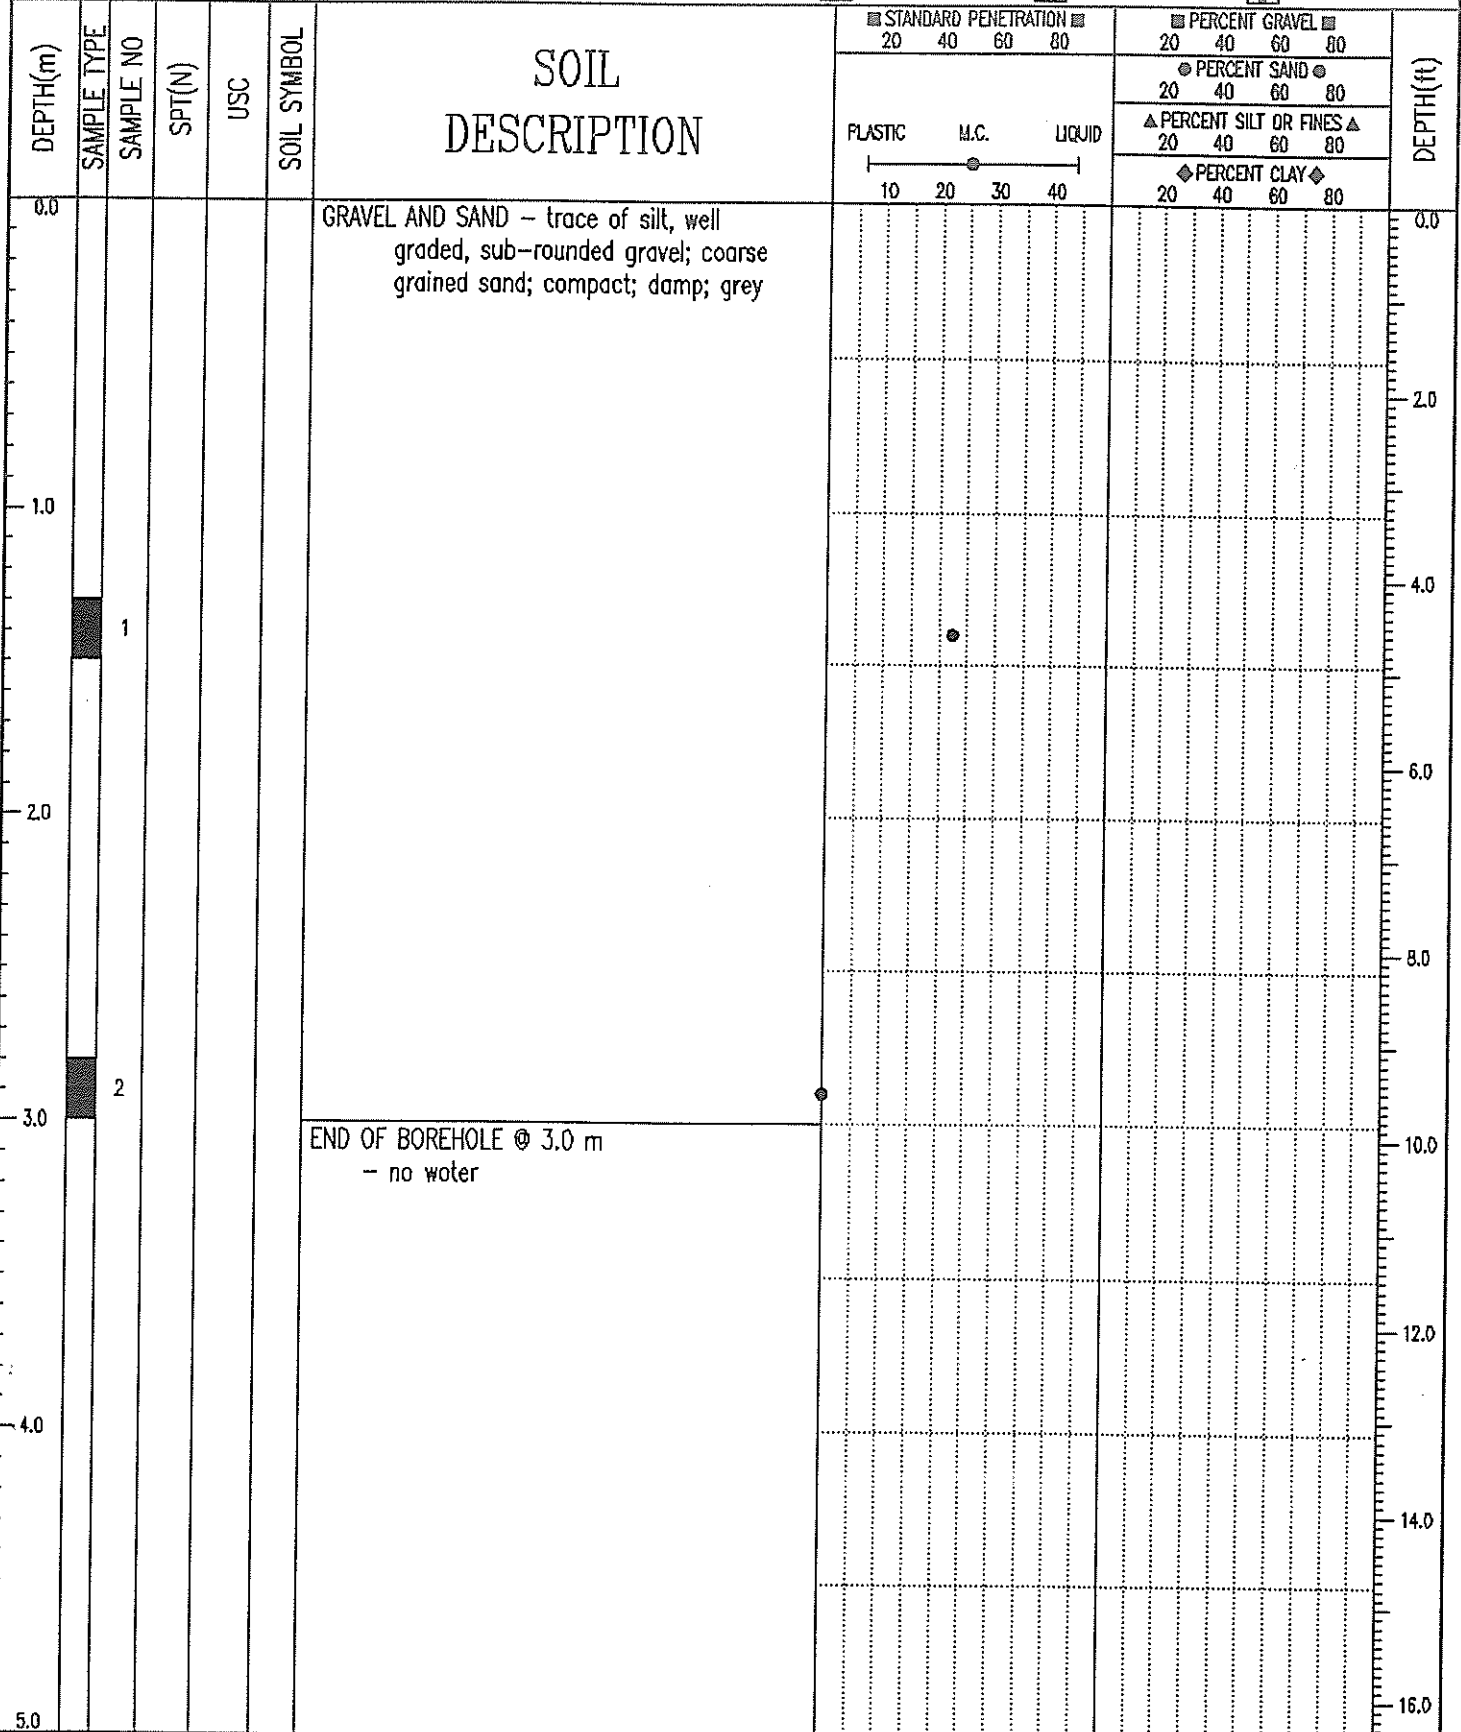 DEPTH(m)
SAMPLE TYPE
SAMPLE NO
SPT(N)
USC
SOIL SYMBOL
SOIL
DESCRIPTION
STANDARD PENETRATION
20 40 60 80
PLASTIC M.C. LIQUID
10 20 30 40
PERCENT GRAVEL
20 40 60 80
PERCENT SAND
20 40 60 80
PERCENT SILT OR FINES
20 40 60 80
PERCENT CLAY
20 40 60 80
DEPTH(ft)
0.0
GRAVEL AND SAND – trace of silt, well
graded, sub-rounded gravel; coarse
grained sand; compact; damp; grey
0.0
2.0
1.0
4.0
1
6.0
2.0
8.0
2
3.0
END OF BOREHOLE @ 3.0 m
– no water
10.0
12.0
4.0
14.0
16.0
5.0